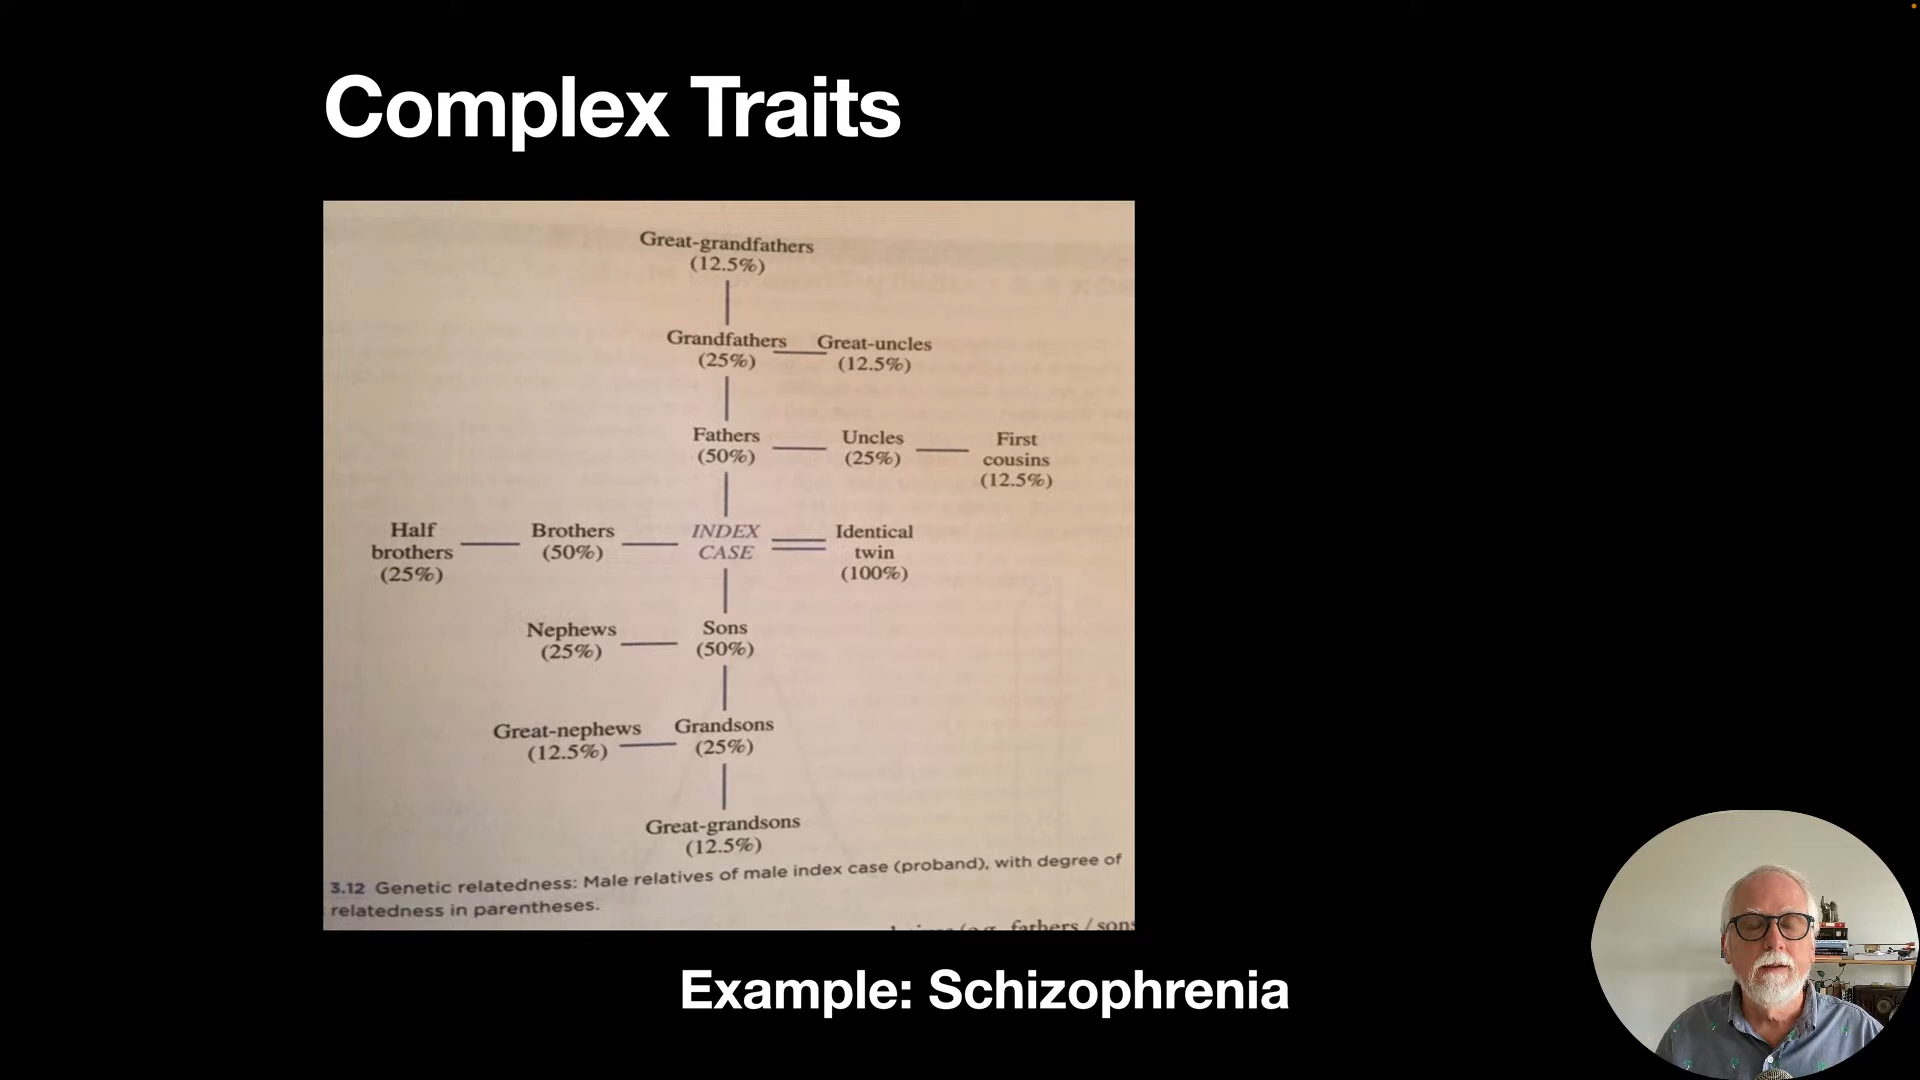 Complex Traits
Great-grandfathers
(12.5%)
Grandfathers
(25%)
Great-uncles
(12.5%)
Fathers
(50%)
Uncles
(25%)
First
cousins
(12.5%)
Half
brothers
(25%)
Brothers
(50%)
INDEX
CASE
Identical
twin
(100%)
Nephews
(25%)
Sons
(50%)
Great-nephews
(12.5%)
Grandsons
(25%)
Great-grandsons
(12.5%)
3.12 Genetic relatedness: Male relatives of male index case (proband), with degree of
relatedness in parentheses.
fathers / sons
Example: Schizophrenia